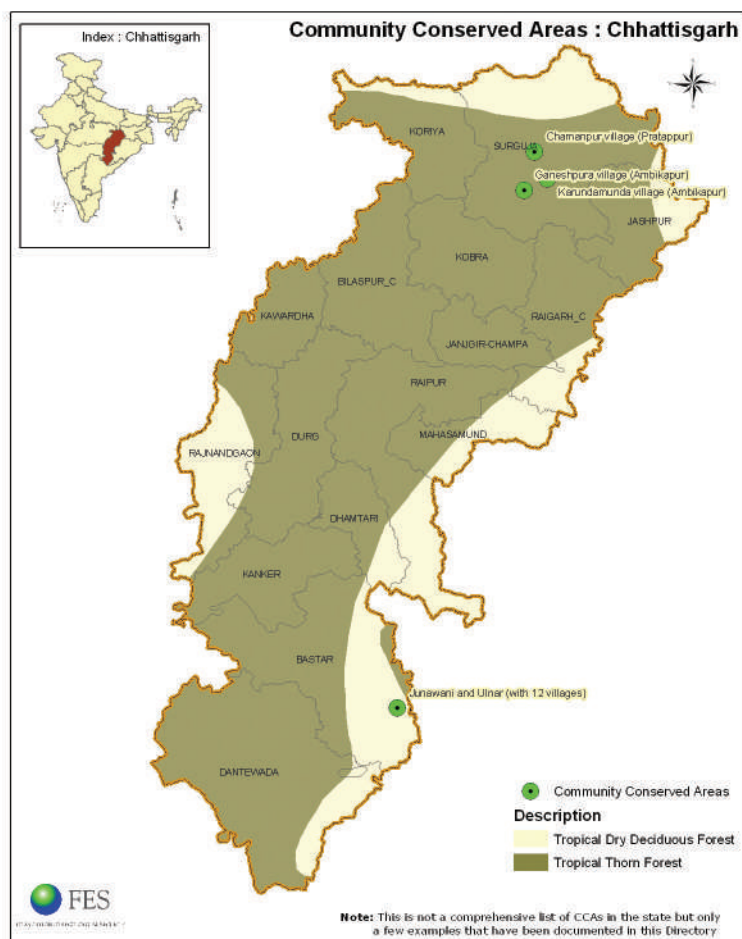 Index : Chhattisgarh
Community Conserved Areas : Chhattisgarh
KORIYA
SURGUJA
Chamanpur village (Pratappur)
Ganeshpura village (Ambikapur)
Karundamunda village (Ambikapur)
JASHPUR
KOBRA
BILASPUR_C
KAWARDHA
RAIGARH_C
JANJGIR-CHAMPA
RAIPUR
MAHASAMUND
DURG
RAJNANDGAON
DHAMTARI
KANKER
BASTAR
Junawani and Ulnar (with 12 villages)
DANTEWADA
Community Conserved Areas
Description
Tropical Dry Deciduous Forest
Tropical Thorn Forest
FES
Note: This is not a comprehensive list of CCAs in the state but only
a few examples that have been documented in this Directory